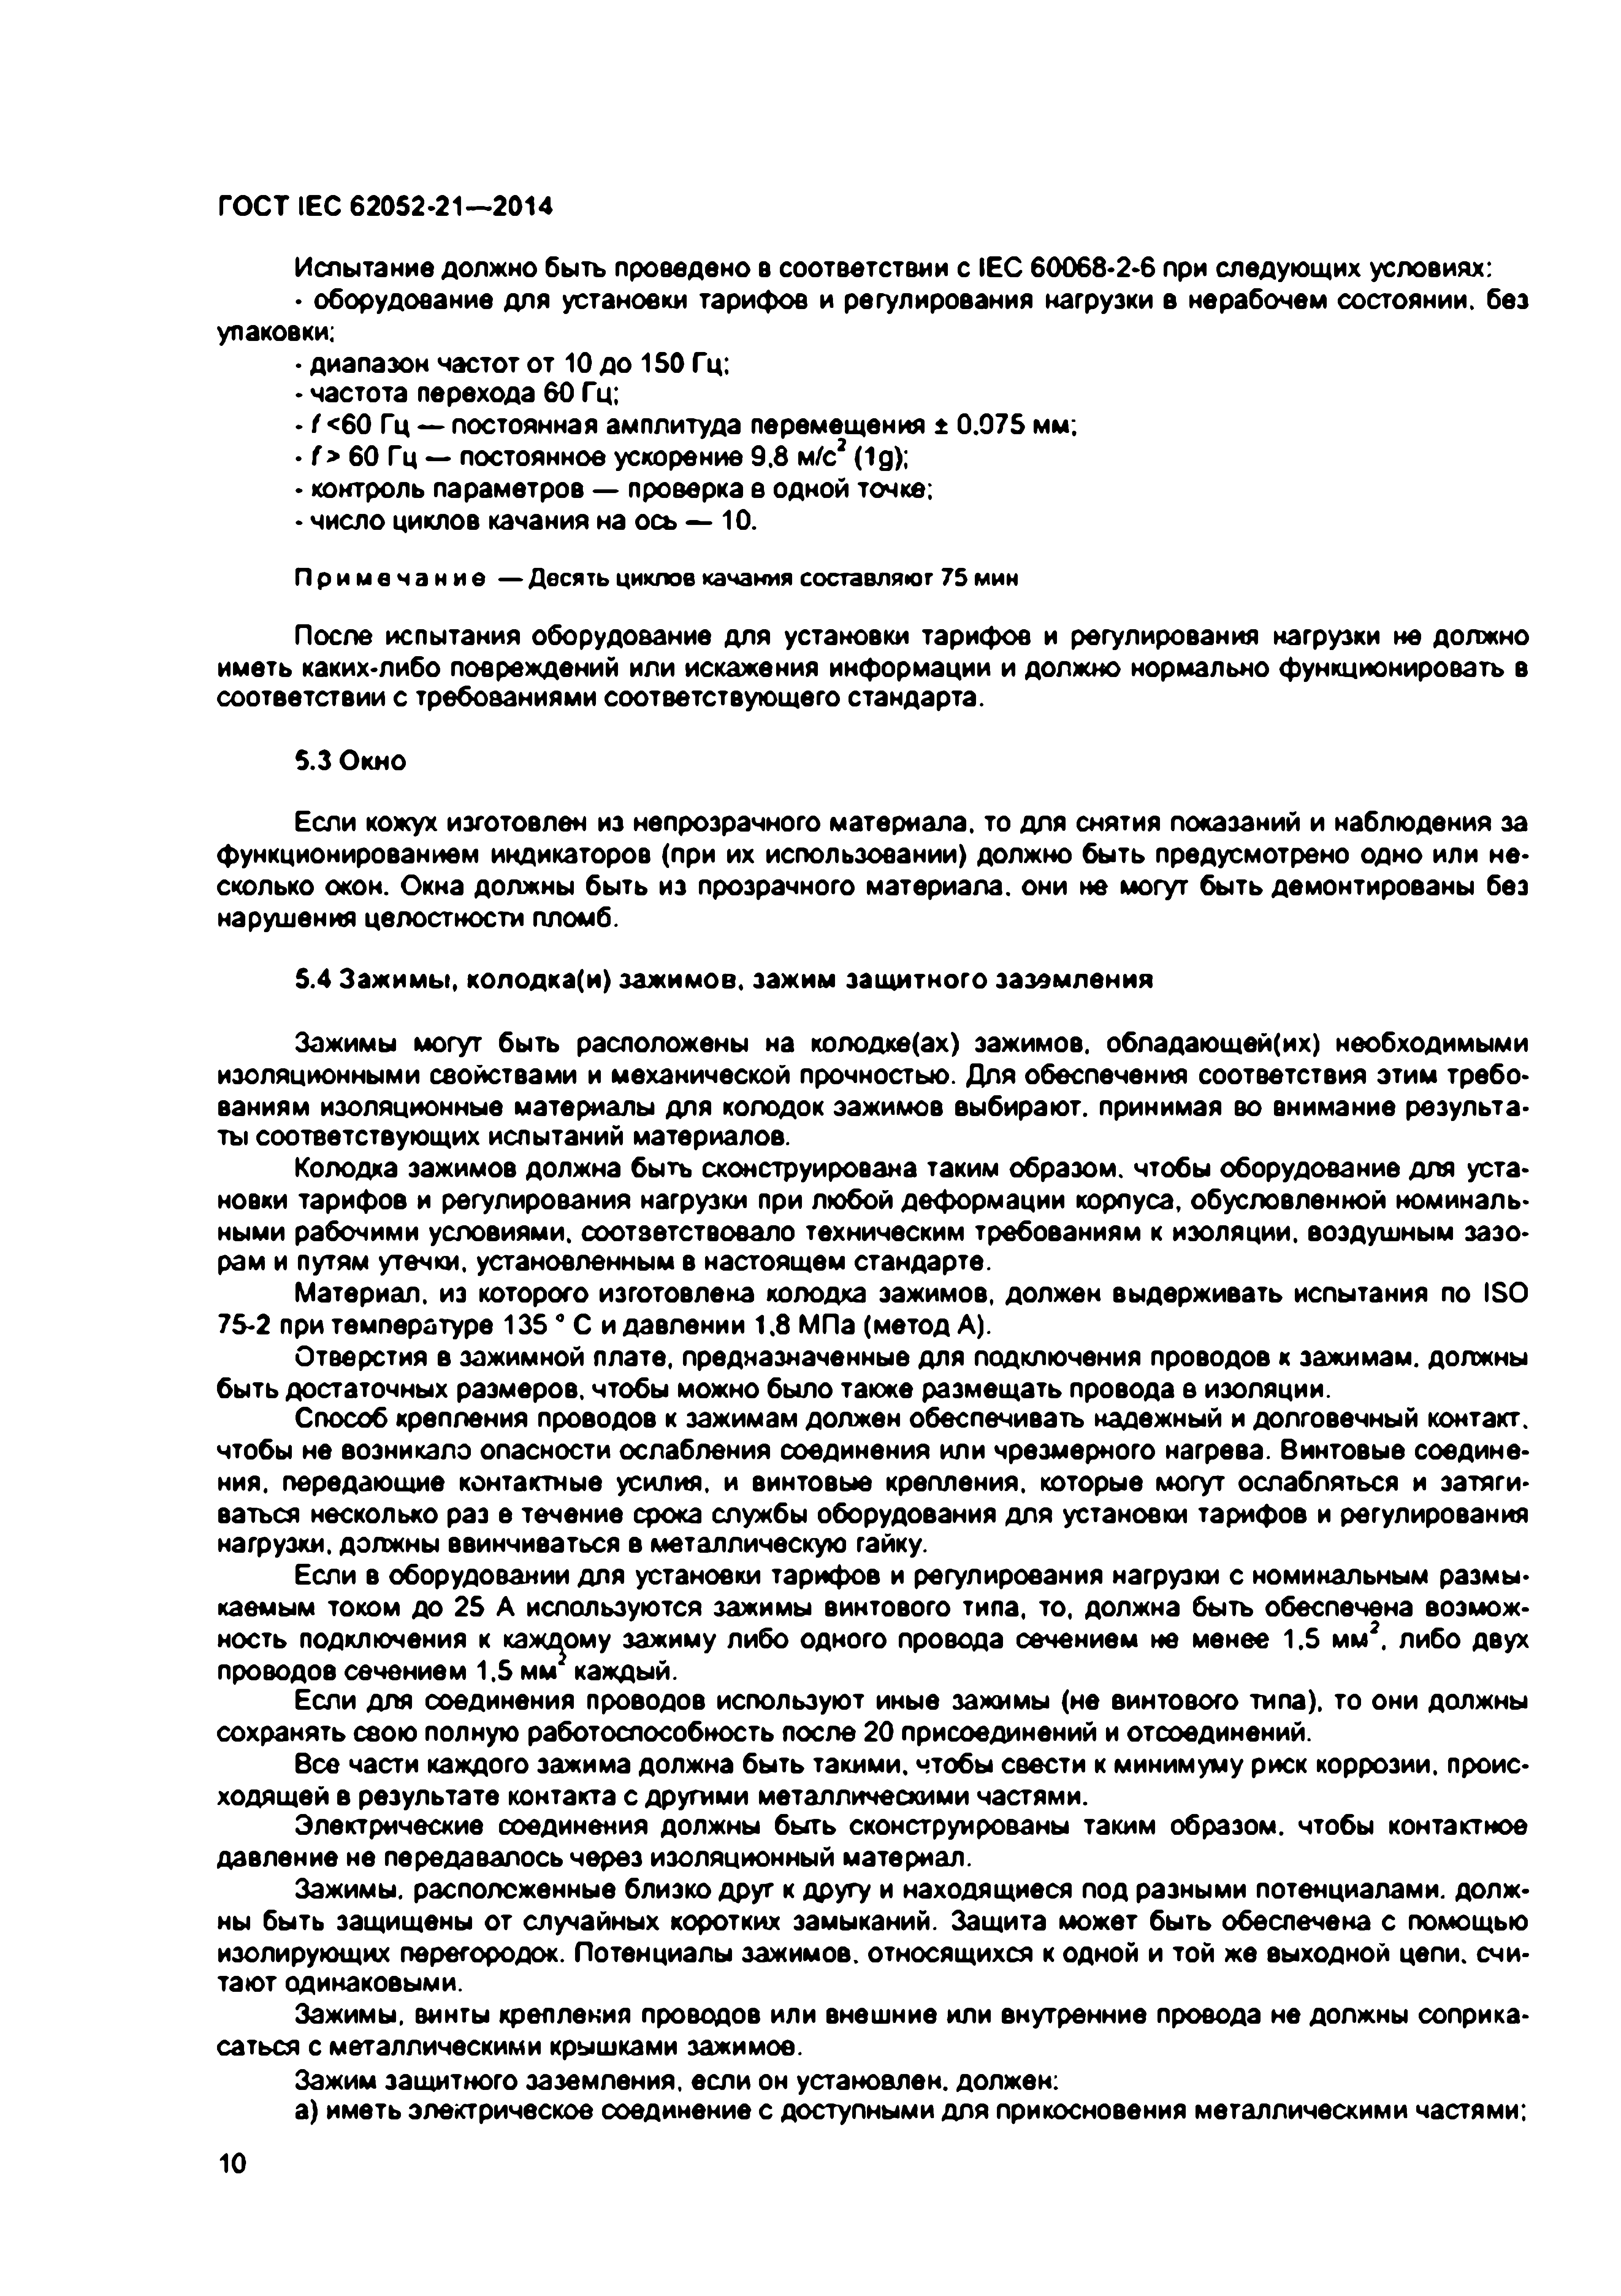 ГОСТ IEC 62052-21—2014
Испытание должно быть проведено в соответствии с IEC 60068-2-6 при следующих условиях:
- оборудование для установки тарифов и регулирования нагрузки в нерабочем состоянии, без
упаковки;
- диапазон частот от 10 до 150 Гц;
- частота перехода 60 Гц;
- f <60 Гц — постоянная амплитуда перемещения ± 0,075 мм;
- f > 60 Гц — постоянное ускорение 9,8 м/с² (1g);
- контроль параметров — проверка в одной точке;
- число циклов качания на ось — 10.
Примечание — Десять циклов качания составляют 75 мин
После испытания оборудование для установки тарифов и регулирования нагрузки не должно
иметь каких-либо повреждений или искажения информации и должно нормально функционировать в
соответствии с требованиями соответствующего стандарта.
5.3 Окно
Если кожух изготовлен из непрозрачного материала, то для снятия показаний и наблюдения за
функционированием индикаторов (при их использовании) должно быть предусмотрено одно или не-
сколько окон. Окна должны быть из прозрачного материала, они не могут быть демонтированы без
нарушения целостности пломб.
5.4 Зажимы, колодка(и) зажимов, зажим защитного заземления
Зажимы могут быть расположены на колодке(ах) зажимов, обладающей(их) необходимыми
изоляционными свойствами и механической прочностью. Для обеспечения соответствия этим требо-
ваниям изоляционные материалы для колодок зажимов выбирают, принимая во внимание результа-
ты соответствующих испытаний материалов.
Колодка зажимов должна быть сконструирована таким образом, чтобы оборудование для уста-
новки тарифов и регулирования нагрузки при любой деформации корпуса, обусловленной номиналь-
ными рабочими условиями, соответствовало техническим требованиям к изоляции, воздушным зазо-
рам и путям утечки, установленным в настоящем стандарте.
Материал, из которого изготовлена колодка зажимов, должен выдерживать испытания по ISO
75-2 при температуре 135 ° С и давлении 1,8 МПа (метод А).
Отверстия в зажимной плате, предназначенные для подключения проводов к зажимам, должны
быть достаточных размеров, чтобы можно было также размещать провода в изоляции.
Способ крепления проводов к зажимам должен обеспечивать надежный и долговечный контакт,
чтобы не возникало опасности ослабления соединения или чрезмерного нагрева. Винтовые соедине-
ния, передающие контактные усилия, и винтовые крепления, которые могут ослабляться и затяги-
ваться несколько раз в течение срока службы оборудования для установки тарифов и регулирования
нагрузки, должны ввинчиваться в металлическую гайку.
Если в оборудовании для установки тарифов и регулирования нагрузки с номинальным размы-
каемым током до 25 А используются зажимы винтового типа, то, должна быть обеспечена возмож-
ность подключения к каждому зажиму либо одного провода сечением не менее 1,5 мм², либо двух
проводов сечением 1,5 мм² каждый.
Если для соединения проводов используют иные зажимы (не винтового типа), то они должны
сохранять свою полную работоспособность после 20 присоединений и отсоединений.
Все части каждого зажима должна быть такими, чтобы свести к минимуму риск коррозии, проис-
ходящей в результате контакта с другими металлическими частями.
Электрические соединения должны быть сконструированы таким образом, чтобы контактное
давление не передавалось через изоляционный материал.
Зажимы, расположенные близко друг к другу и находящиеся под разными потенциалами, долж-
ны быть защищены от случайных коротких замыканий. Защита может быть обеспечена с помощью
изолирующих перегородок. Потенциалы зажимов, относящихся к одной и той же выходной цепи, счи-
тают одинаковыми.
Зажимы, винты крепления проводов или внешние или внутренние провода не должны соприка-
саться с металлическими крышками зажимов.
Зажим защитного заземления, если он установлен, должен:
а) иметь электрическое соединение с доступными для прикосновения металлическими частями;
10